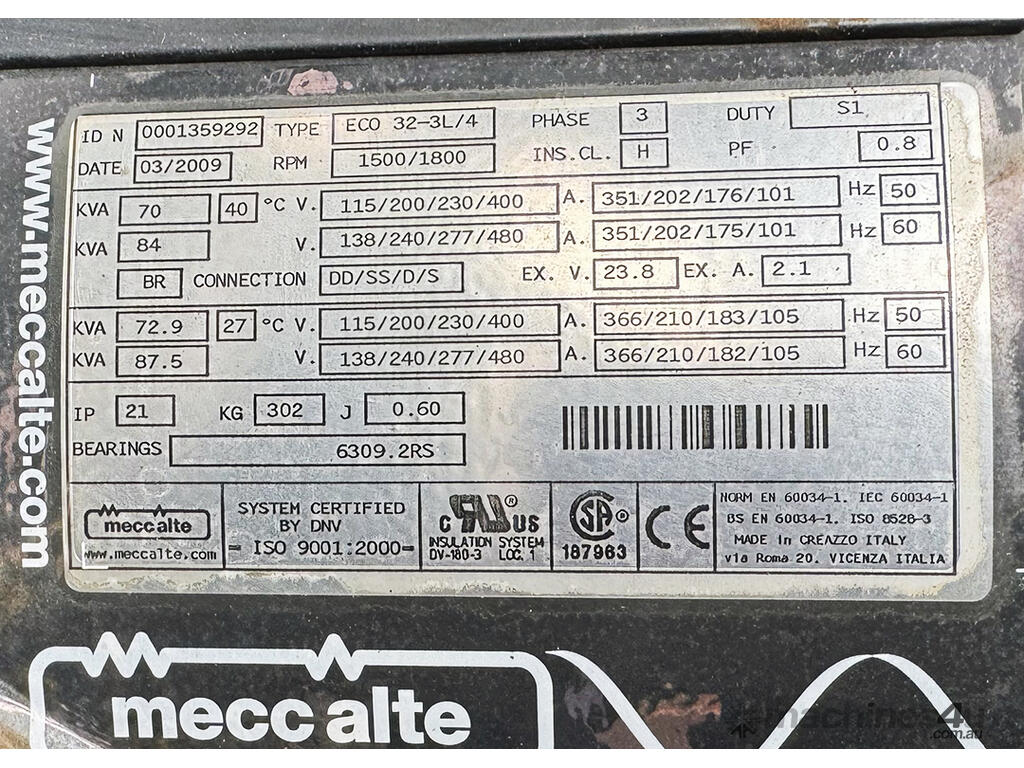 www.meccalte.com
ID N 0001359292 TYPE ECO 32-3L/4 PHASE 3 DUTY S1
DATE 03/2009 RPM 1500/1800 INS.CL. H PF 0.8
KVA 70 40 °C V. 115/200/230/400 A. 351/202/176/101 Hz 50
KVA 84 V. 138/240/277/480 A. 351/202/175/101 Hz 60
BR CONNECTION DD/SS/D/S EX. V. 23.8 EX. A. 2.1
KVA 72.9 27 °C V. 115/200/230/400 A. 366/210/183/105 Hz 50
KVA 87.5 V. 138/240/277/480 A. 366/210/182/105 Hz 60
IP 21 KG 302 J 0.60
BEARINGS 6309.2RS
meccalte
www.meccalte.com
SYSTEM CERTIFIED
BY DNV
- ISO 9001:2000-
C RU ® US
INSULATION SYSTEM
DV-180-3 LOC. 1
CSA ®
187963
CE
NORM EN 60034-1. IEC 60034-1
BS EN 60034-1. ISO 8528-3
MADE in CREAZZO ITALY
via Roma 20. VICENZA ITALIA
mecc alte
machines4u
.com.au